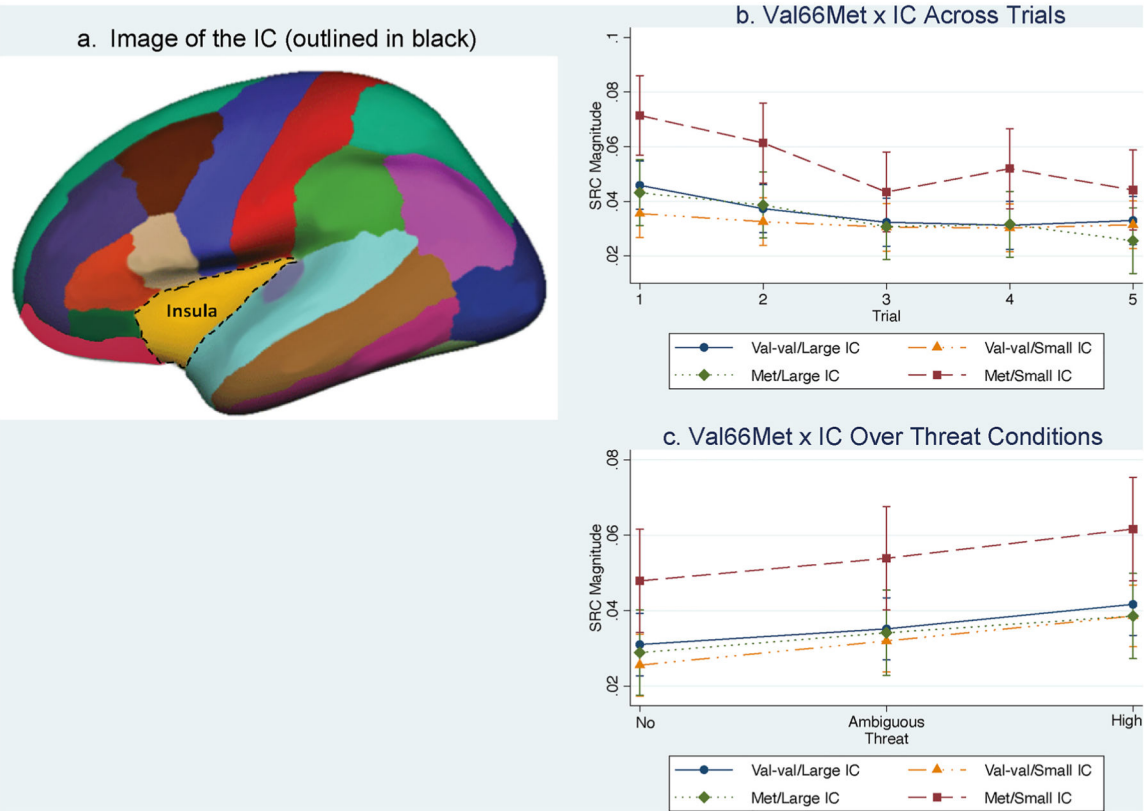 a. Image of the IC (outlined in black)
Insula
b. Val66Met x IC Across Trials
SRC Magnitude
.1
.08
.06
.04
.02
1 2 3 4 5
Trial
Val-val/Large IC Val-val/Small IC
Met/Large IC Met/Small IC
c. Val66Met x IC Over Threat Conditions
SRC Magnitude
.08
.06
.04
.02
No Ambiguous High
Threat
Val-val/Large IC Val-val/Small IC
Met/Large IC Met/Small IC